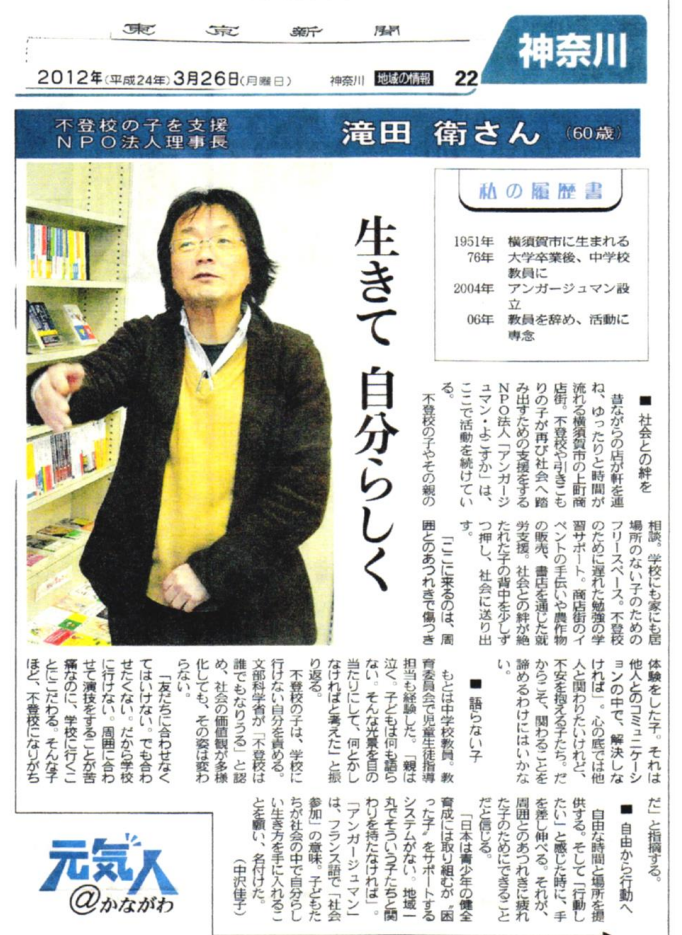 東京新聞
2012年(平成24年)3月26日(月曜日)
神奈川 地域の情報 22
神奈川
不登校の子を支援
NPO法人理事長
滝田 衛さん (60歳)
私の履歴書
1951年 横須賀市に生まれる
76年 大学卒業後、中学校
教員に
2004年 アンガージュマン設
立
06年 教員を辞め、活動に
専念
生きて 自分らしく
■ 社会との絆を
昔ながらの店が軒を連
ね、ゆったりと時間が
流れる横須賀市の上町商
店街。不登校や引きこも
りの子が再び社会へ踏
み出すための支援をする
NPO法人「アンガージ
ュマン・よこすか」は、
ここで活動を続けてい
る。
不登校の子やその親の
相談。学校にも家にも居
場所のない子のための
フリースペース。不登校
のために遅れた勉強の学
習サポート。商店街のイ
ベントの手伝いや農作物
の販売、書店を通じた就
労支援。社会との絆が絶
たれた子の背中を少しず
つ押し、社会に送り出
す。
「ここに来るのは、周
囲とのあつれきで傷つき
体験をした子。それは
他人とのコミュニケーシ
ョンの中で、解決しな
ければ」。心の底では他
人と関わりたいけれど、
不安を抱える子たち。だ
からこそ、関わることを
諦めるわけにはいかな
い。
■ 語らない子
もとは中学校教員。教
育委員会で児童生徒指導
担当も経験した。「親は
泣く。子どもは何も語ら
ない。そんな光景を目の
当たりにして、何とかし
なければと考えた」と振
り返る。
不登校の子は、学校に
行けない自分を責める。
文部科学省が「不登校は
誰でもなりうる」と認
め、社会の価値観が多様
化しても、その姿は変わ
らない。
「友だちに合わせなく
てはいけない。でも合わ
せたくない。だから学校
に行けない。周囲に合わ
せて演技をすることが苦
痛なのに、学校に行くこ
とにこだわる。そんな子
ほど、不登校になりがち
だ」と指摘する。
■ 自由から行動へ
自由な時間と場所を提
供する。そして「行動し
たい」と感じた時に、手
を差し伸べる。それが、
周囲とのあつれきに疲れ
た子のためにできること
だと信じる。
「日本は青少年の健全
育成には取り組むが〝困
った子〟をサポートする
システムがない。地域一
丸でそういう子たちと関
わりを持たなければ」。
「アンガージュマン」
は、フランス語で「社会
参加」の意味。子どもた
ちが社会の中で自分らし
い生き方を手に入れるこ
とを願い、名付けた。
(中沢佳子)
元気人
@かながわ